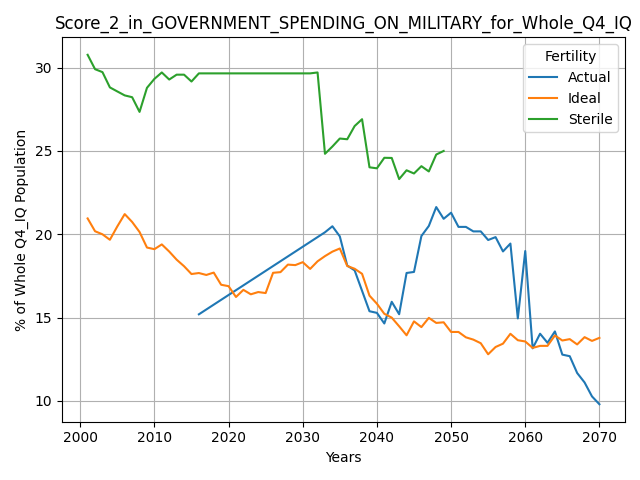 Score_2_in_GOVERNMENT_SPENDING_ON_MILITARY_for_Whole_Q4_IQ
Fertility
Actual
Ideal
Sterile
% of Whole Q4_IQ Population
30
25
20
15
10
2000 2010 2020 2030 2040 2050 2060 2070
Years